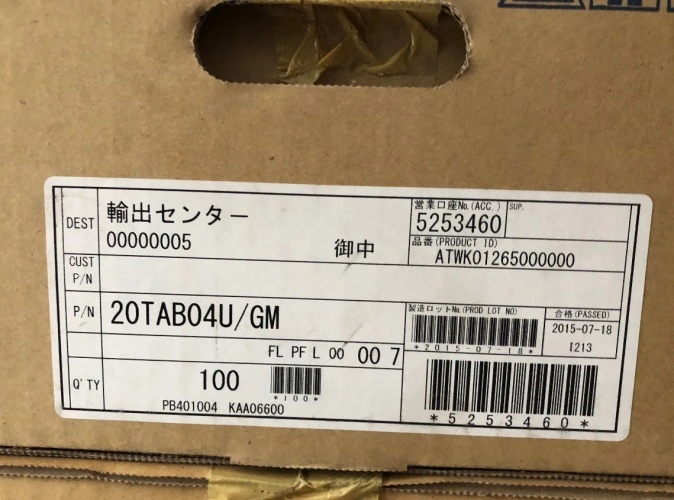 DEST
輸出センター
00000005
御中
営業口座No.(ACC.)
5253460
SUP.
品番(PRODUCT ID)
ATWK01265000000
CUST
P/N
P/N
20TAB04U/GM
製造ロットNo.(PROD LOT NO)
*2015-07-18*
合格(PASSED)
2015-07-18
I213
FL PF L 00 00 7
Q'TY
100
*100*
PB401004 KAA06600
*5253460*